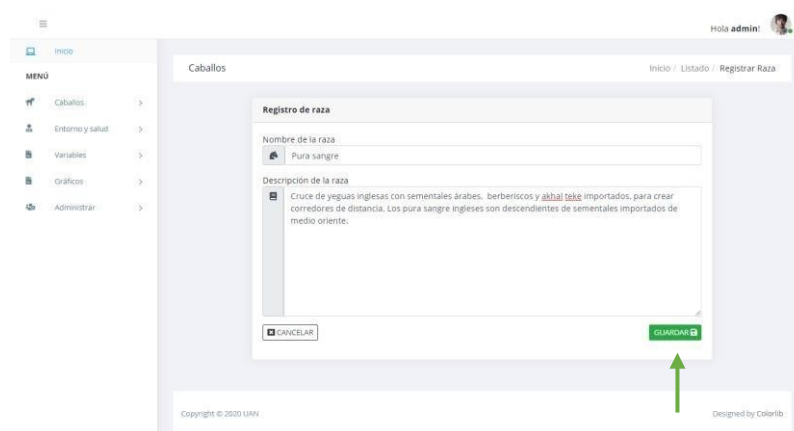 Hola admin!
Inicio
MENÚ
Caballos
Entorno y salud
Variables
Gráficos
Administrar
Caballos
Inicio / Listado / Registrar Raza
Registro de raza
Nombre de la raza
Pura sangre
Descripción de la raza
Cruce de yeguas inglesas con sementales árabes, berberiscos y akhal teke importados, para crear
corredores de distancia. Los pura sangre ingleses son descendientes de sementales importados de
medio oriente.
CANCELAR
GUARDAR
Copyright © 2020 UAN
Designed by Colorlib